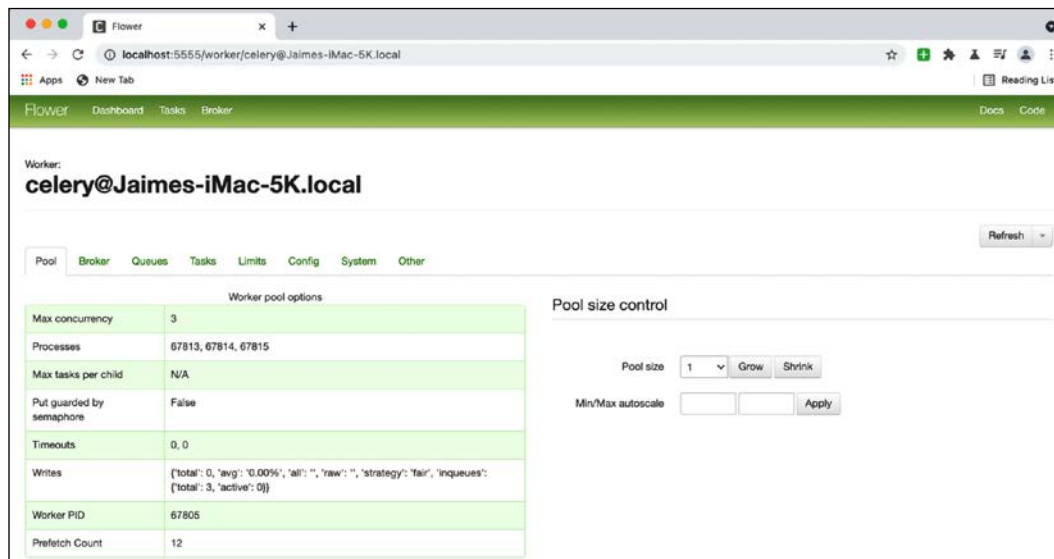 Flower
localhost:5555/worker/celery@Jaimes-iMac-5K.local
Apps New Tab Reading Lis
Flower Dashboard Tasks Broker Docs Code
Worker:
celery@Jaimes-iMac-5K.local
Refresh
Pool Broker Queues Tasks Limits Config System Other
Worker pool options
Max concurrency 3
Processes 67813, 67814, 67815
Max tasks per child N/A
Put guarded by
semaphore False
Timeouts 0, 0
Writes {'total': 0, 'avg': '0.00%', 'all': '', 'raw': '', 'strategy': 'fair', 'inqueues':
{'total': 3, 'active': 0}}
Worker PID 67805
Prefetch Count 12
Pool size control
Pool size 1 Grow Shrink
Min/Max autoscale Apply